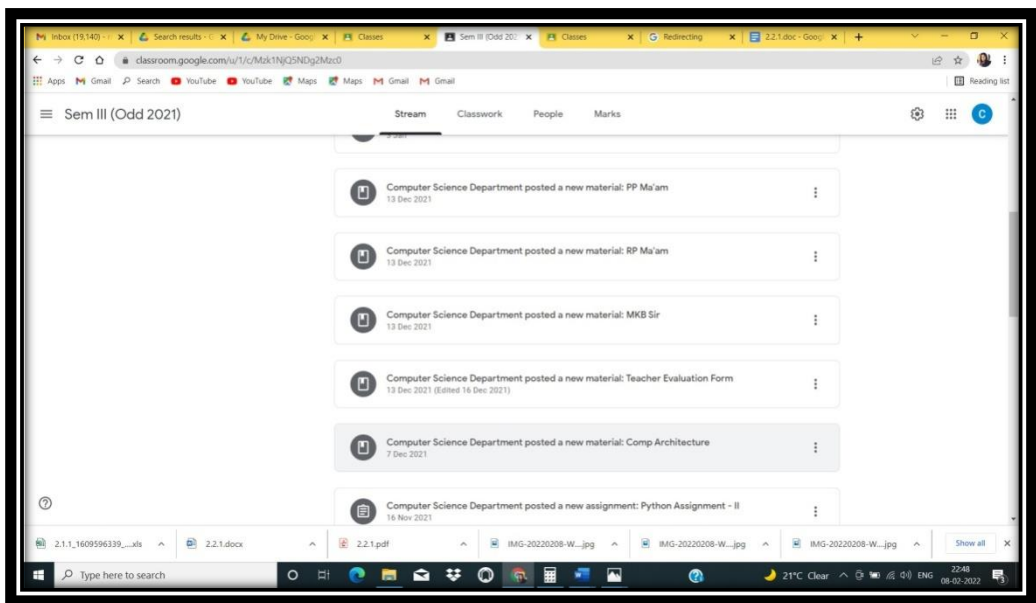 Inbox (19,140) -
Search results -
My Drive - Goog
Classes
Sem III (Odd 202
Classes
Redirecting
2.2.1.doc - Goog
classroom.google.com/u/1/c/Mzk1NjQ5NDg2Mzc0
Apps Gmail Search YouTube YouTube Maps Maps Gmail Gmail
Reading list
Sem III (Odd 2021)
Stream Classwork People Marks
C
Computer Science Department posted a new material: PP Ma'am
13 Dec 2021
Computer Science Department posted a new material: RP Ma'am
13 Dec 2021
Computer Science Department posted a new material: MKB Sir
13 Dec 2021
Computer Science Department posted a new material: Teacher Evaluation Form
13 Dec 2021 (Edited 16 Dec 2021)
Computer Science Department posted a new material: Comp Architecture
7 Dec 2021
Computer Science Department posted a new assignment: Python Assignment - II
16 Nov 2021
2.1.1_1609596339_....xls
2.2.1.docx
2.2.1.pdf
IMG-20220208-W....jpg
IMG-20220208-W....jpg
IMG-20220208-W....jpg
Show all
Type here to search
21°C Clear
ENG
22:48
08-02-2022